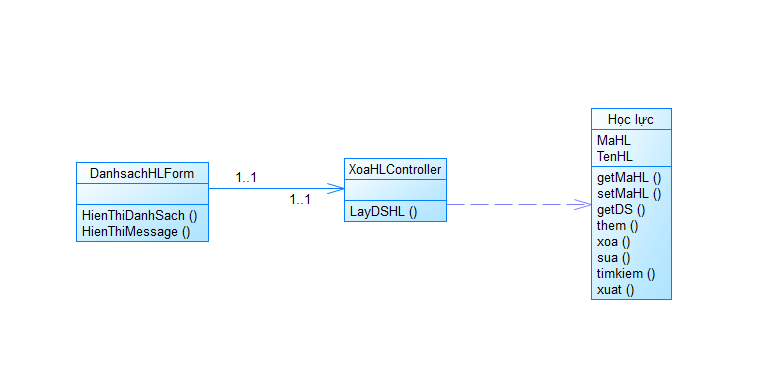 DanhsachHLForm
HienThiDanhSach ()
HienThiMessage ()
1..1
1..1
XoaHLController
LayDSHL ()
Học lực
MaHL
TenHL
getMaHL ()
setMaHL ()
getDS ()
them ()
xoa ()
sua ()
timkiem ()
xuat ()